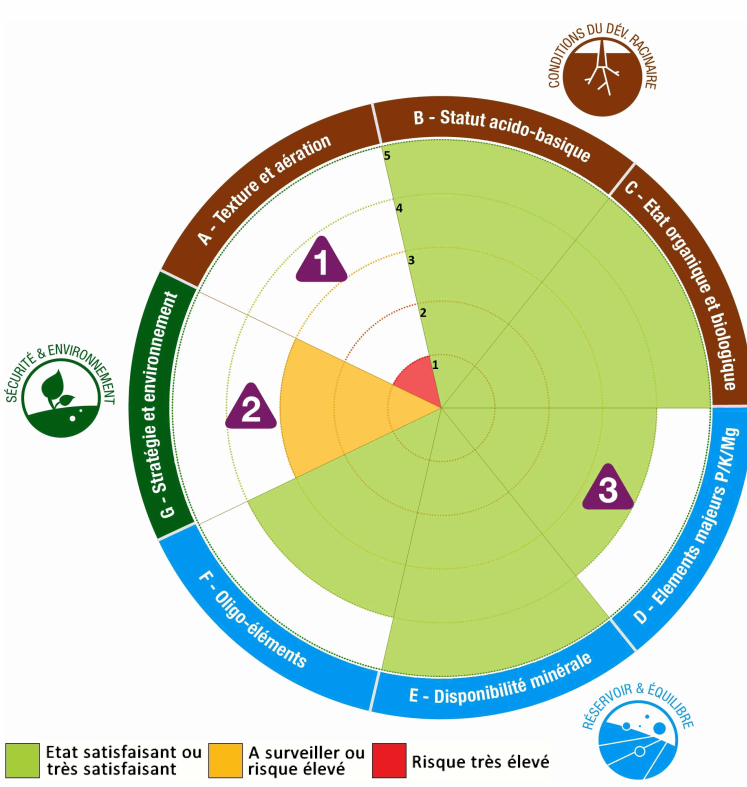 CONDITIONS DU DÉV. RACINAIRE
B - Statut acido-basique
A - Texture et aération
C - Etat organique et biologique
5
4
3
2
1
1
2
3
SÉCURITÉ & ENVIRONNEMENT
G - Stratégie et environnement
D - Elements majeurs P/K/Mg
F - Oligo-éléments
E - Disponibilité minérale
RÉSERVOIR & ÉQUILIBRE
Etat satisfaisant ou
très satisfaisant
A surveiller ou
risque élevé
Risque très élevé